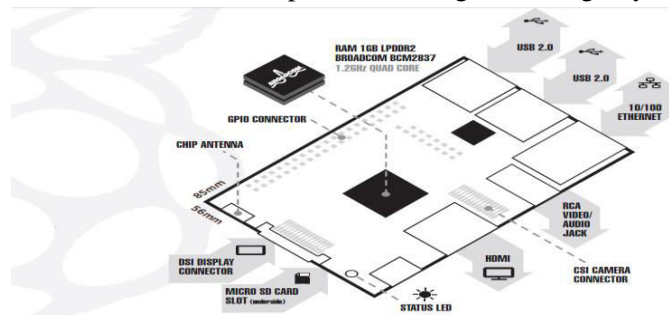 USB 2.0
RAM 1GB LPDDR2
BROADCOM BCM2837
1.2GHz QUAD CORE
USB 2.0
GPIO CONNECTOR
10/100
ETHERNET
CHIP ANTENNA
85mm
56mm
RCA
VIDEO/
AUDIO
JACK
DSI DISPLAY
CONNECTOR
HDMI
CSI CAMERA
CONNECTOR
MICRO SD CARD
SLOT (underside)
STATUS LED